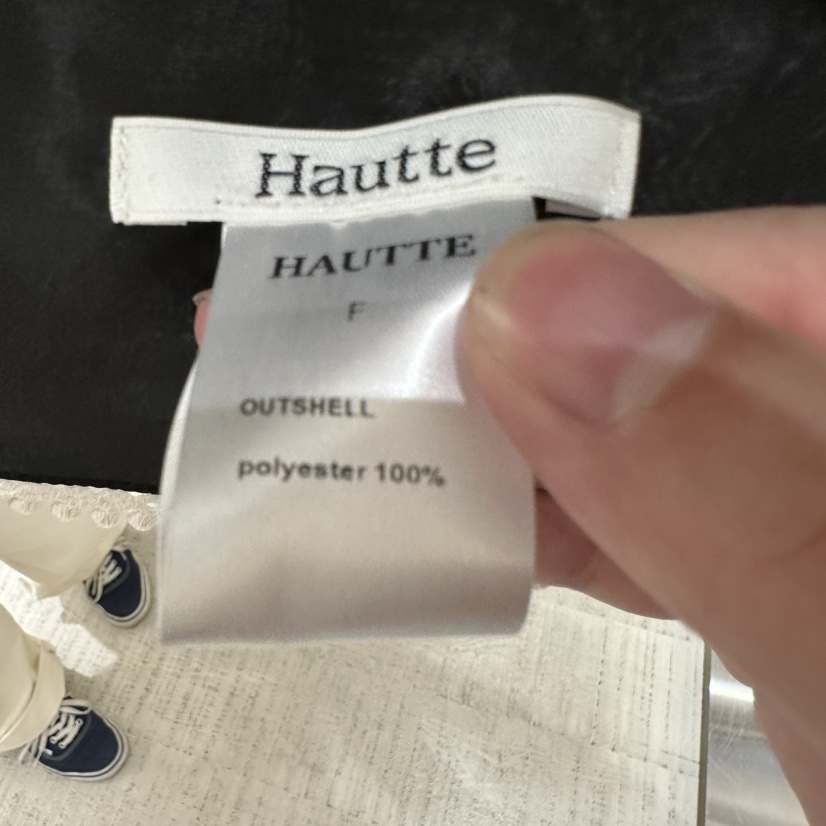 Hautte
HAUTTE
F
OUTSHELL
polyester 100%